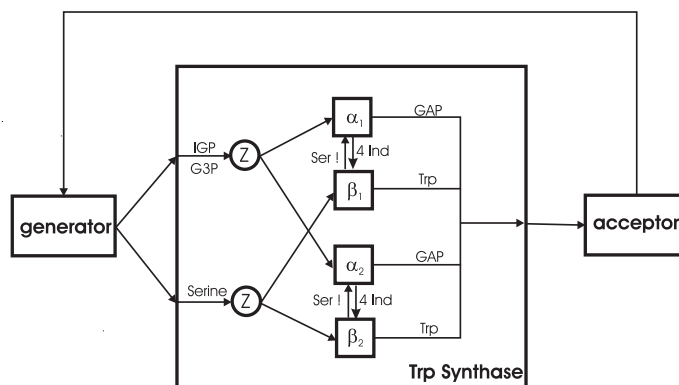 α1
GAP
IGP
G3P
Z
Ser !
4 Ind
β1
Trp
generator
acceptor
α2
GAP
Serine
Z
Ser !
4 Ind
β2
Trp
Trp Synthase